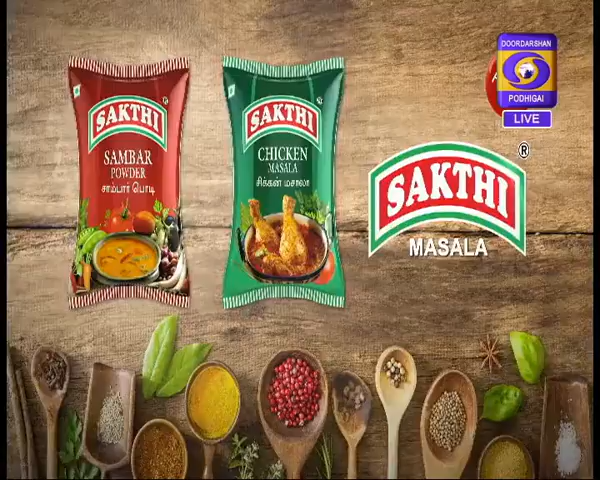 DOORDARSHAN
PODHIGAI
LIVE
SAKTHI
SAMBAR
POWDER
சாம்பார் பொடி
SAKTHI
CHICKEN
MASALA
சிக்கன் மசாலா
SAKTHI
®
MASALA